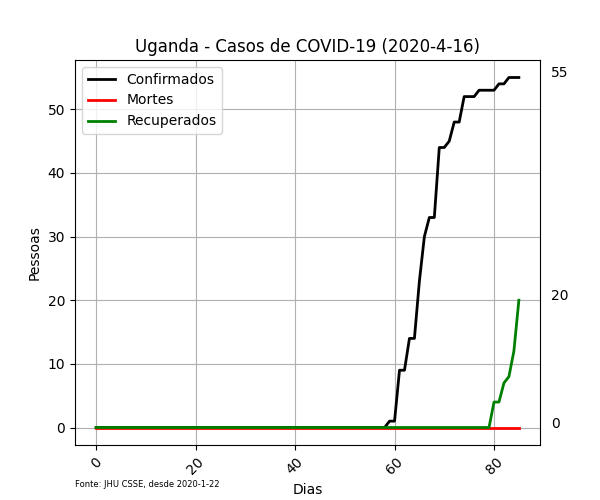 Uganda - Casos de COVID-19 (2020-4-16)
Confirmados
Mortes
Recuperados
Pessoas
50
40
30
20
10
0
55
20
0
0
20
40
60
80
Dias
Fonte: JHU CSSE, desde 2020-1-22